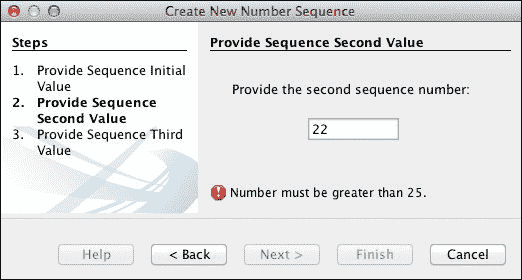 Create New Number Sequence
Steps
1. Provide Sequence Initial
Value
2. Provide Sequence
Second Value
3. Provide Sequence Third
Value
Provide Sequence Second Value
Provide the second sequence number:
22
Number must be greater than 25.
Help
< Back
Next >
Finish
Cancel